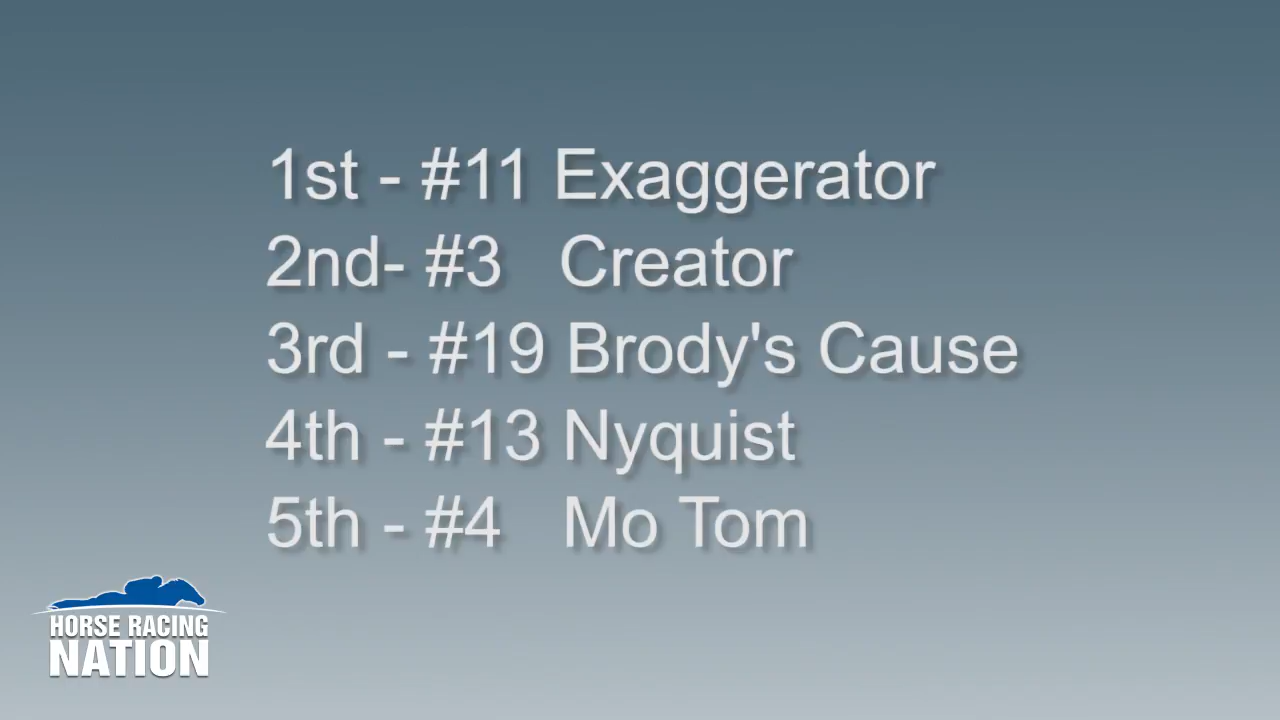 1st - #11 Exaggerator
2nd- #3 Creator
3rd - #19 Brody's Cause
4th - #13 Nyquist
5th - #4 Mo Tom
HORSE RACING
NATION